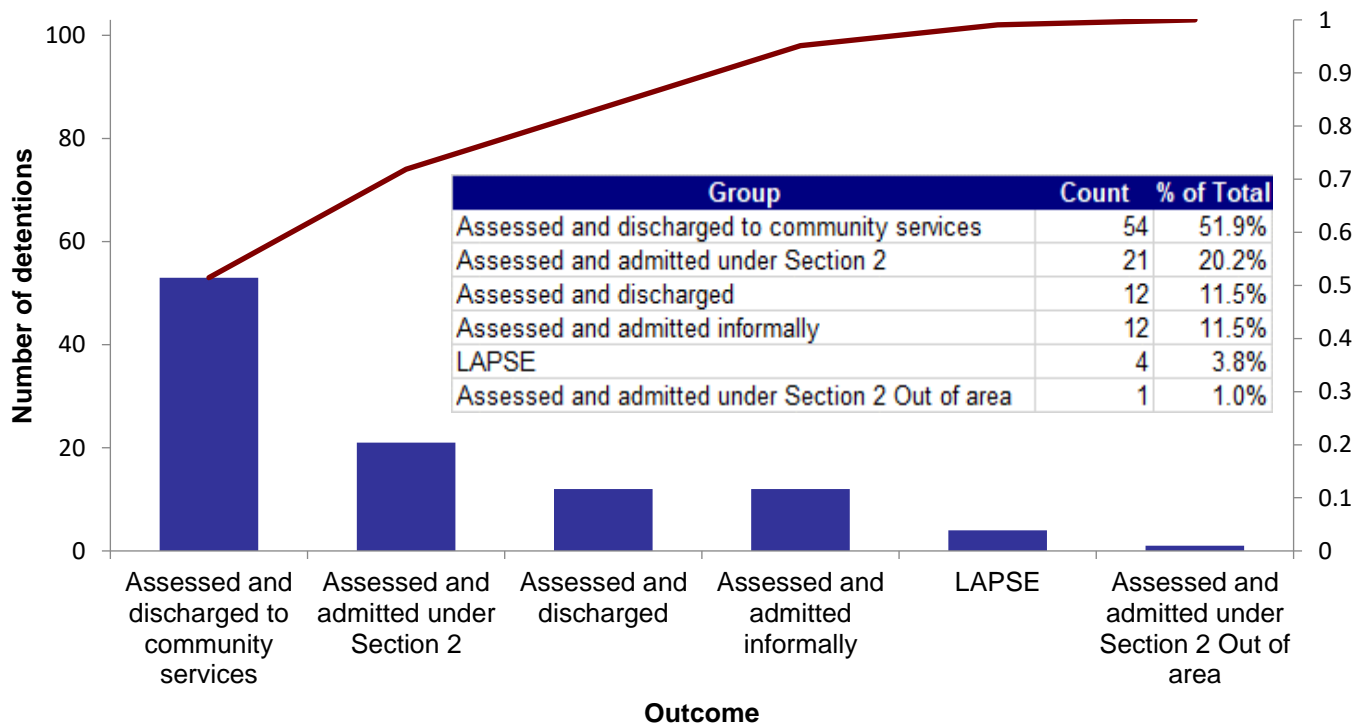 100
80
60
40
20
0
Number of detentions
1
0.9
0.8
0.7
0.6
0.5
0.4
0.3
0.2
0.1
0
Group Count % of Total
Assessed and discharged to community services 54 51.9%
Assessed and admitted under Section 2 21 20.2%
Assessed and discharged 12 11.5%
Assessed and admitted informally 12 11.5%
LAPSE 4 3.8%
Assessed and admitted under Section 2 Out of area 1 1.0%
Assessed and
discharged to
community
services
Assessed and
admitted under
Section 2
Assessed and
discharged
Assessed and
admitted
informally
LAPSE
Assessed and
admitted under
Section 2 Out of
area
Outcome